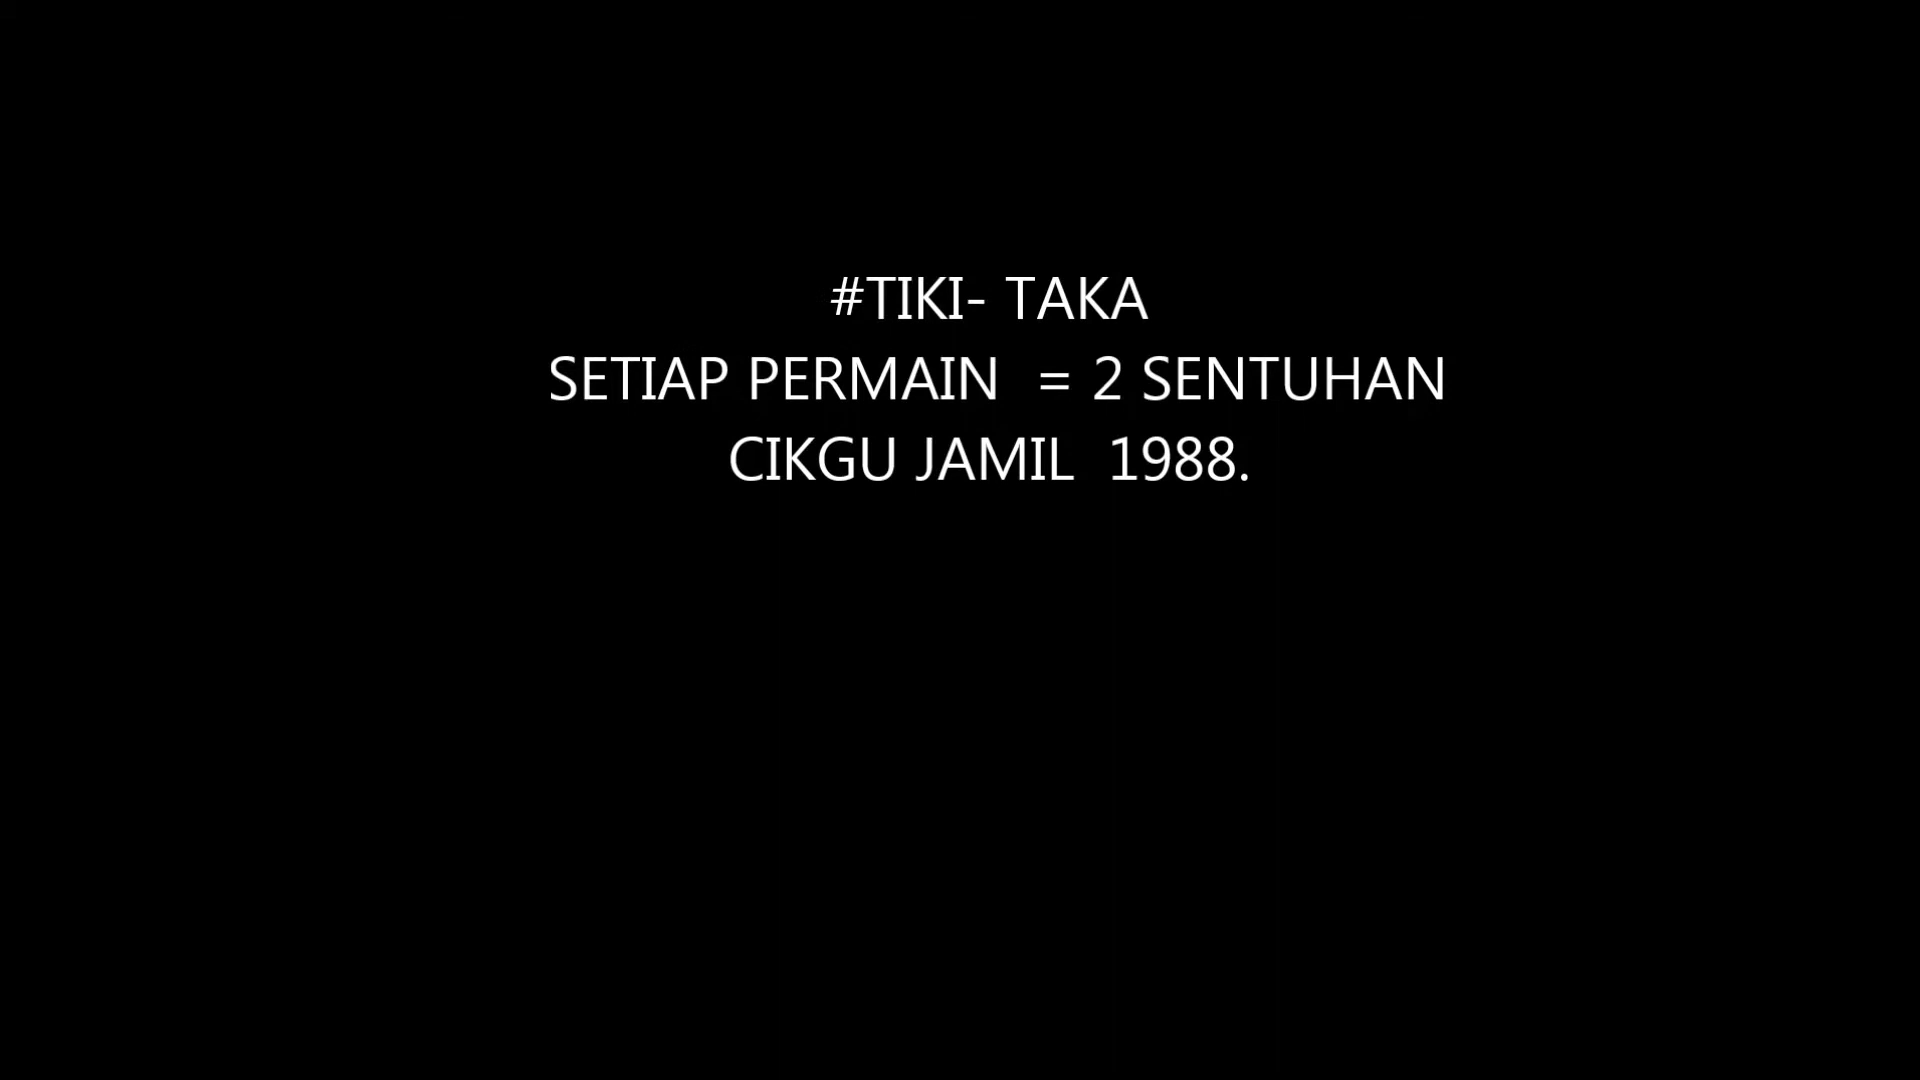 #TIKI- TAKA
SETIAP PERMAIN  = 2 SENTUHAN
CIKGU JAMIL  1988.